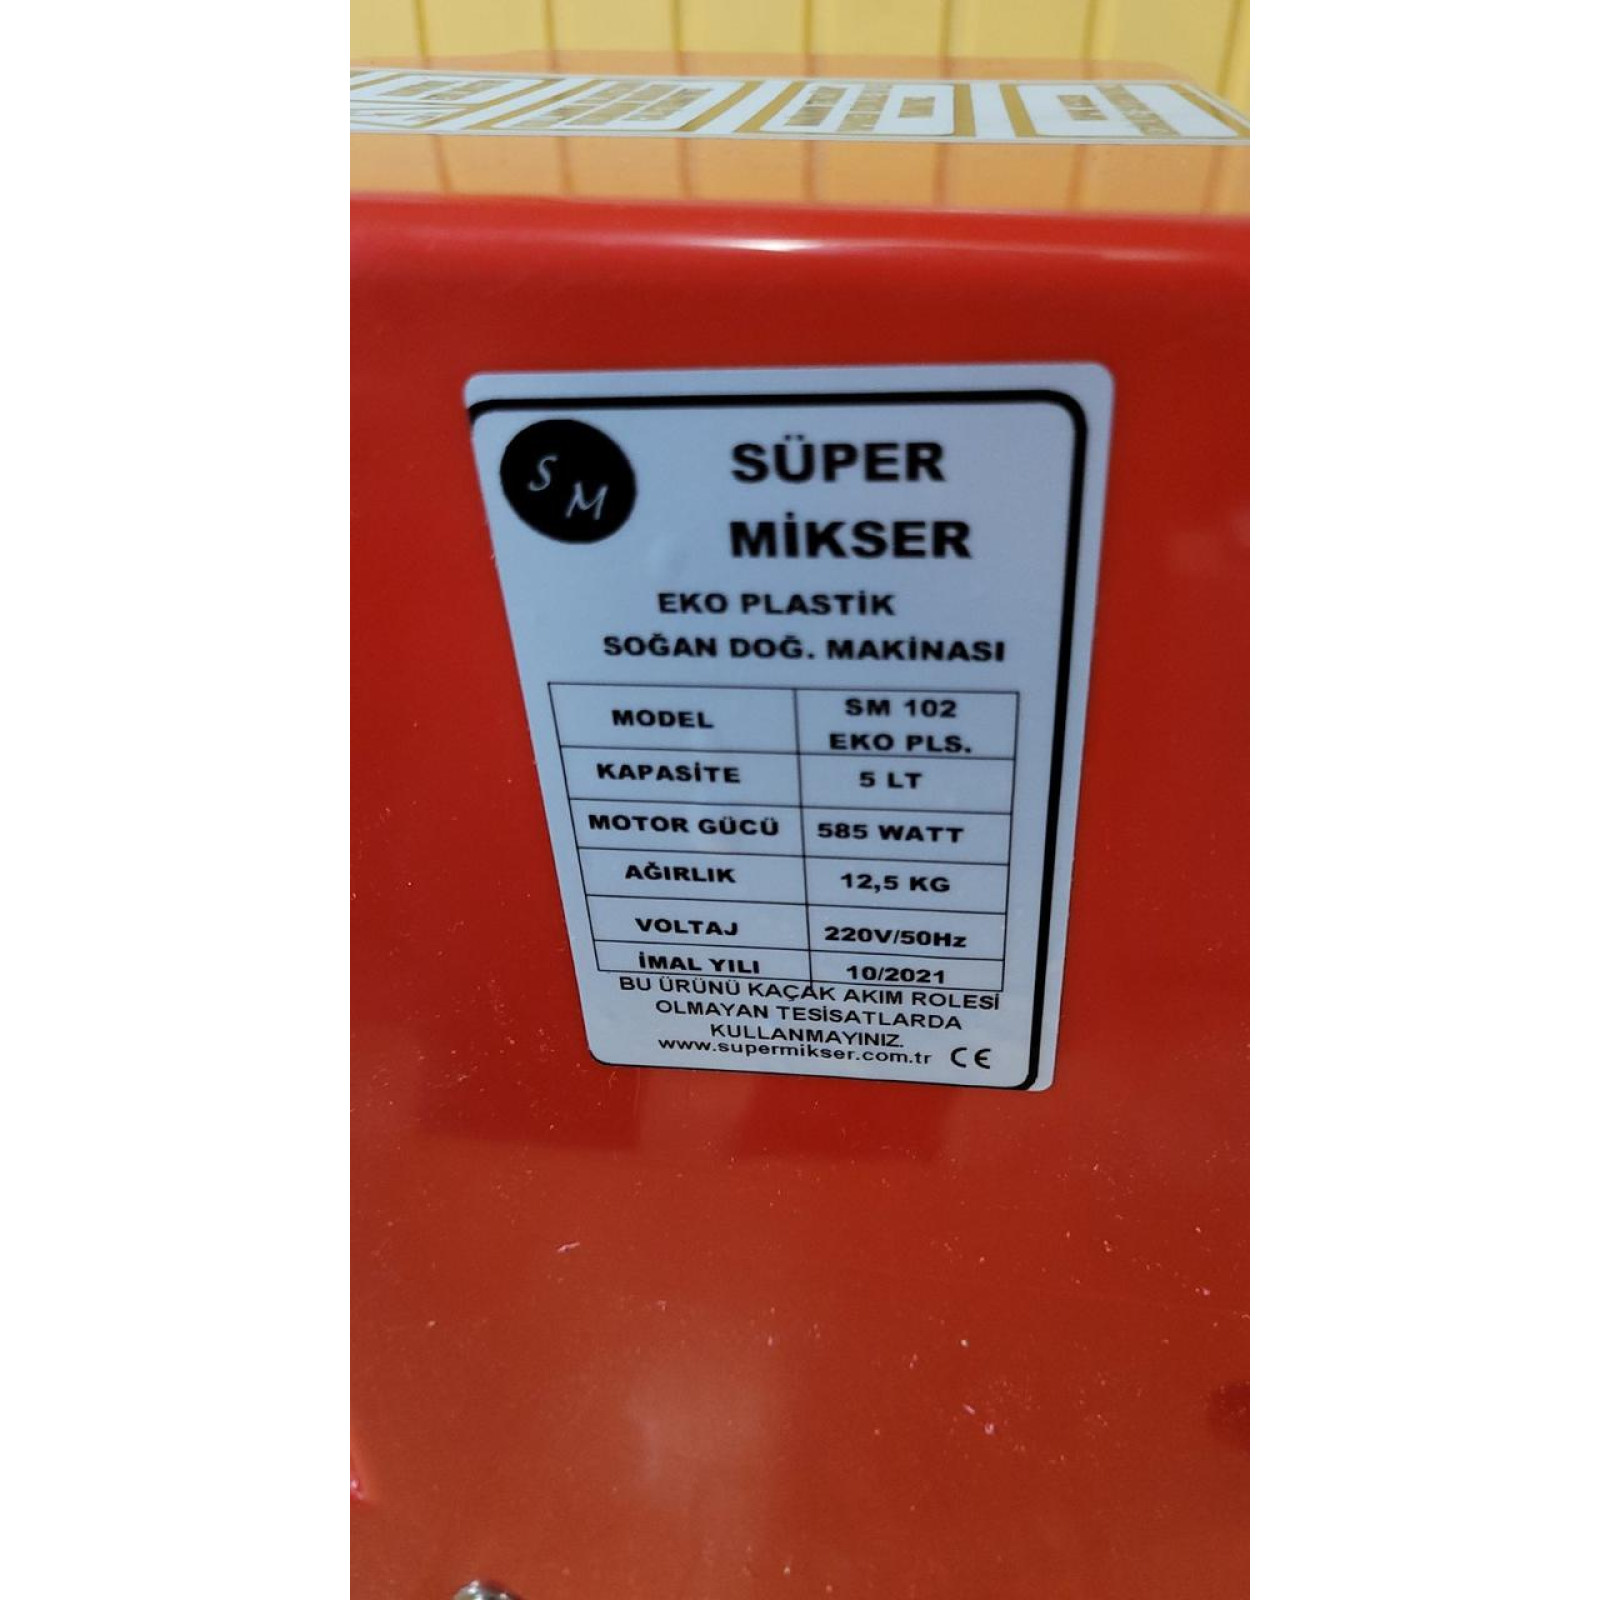 S M
SÜPER
MİKSER
EKO PLASTİK
SOĞAN DOĞ. MAKİNASI
MODEL SM 102 EKO PLS.
KAPASİTE 5 LT
MOTOR GÜCÜ 585 WATT
AĞIRLIK 12,5 KG
VOLTAJ 220V/50Hz
İMAL YILI 10/2021
BU ÜRÜNÜ KAÇAK AKIM ROLESİ
OLMAYAN TESİSATLARDA
KULLANMAYINIZ.
www.supermikser.com.tr CE